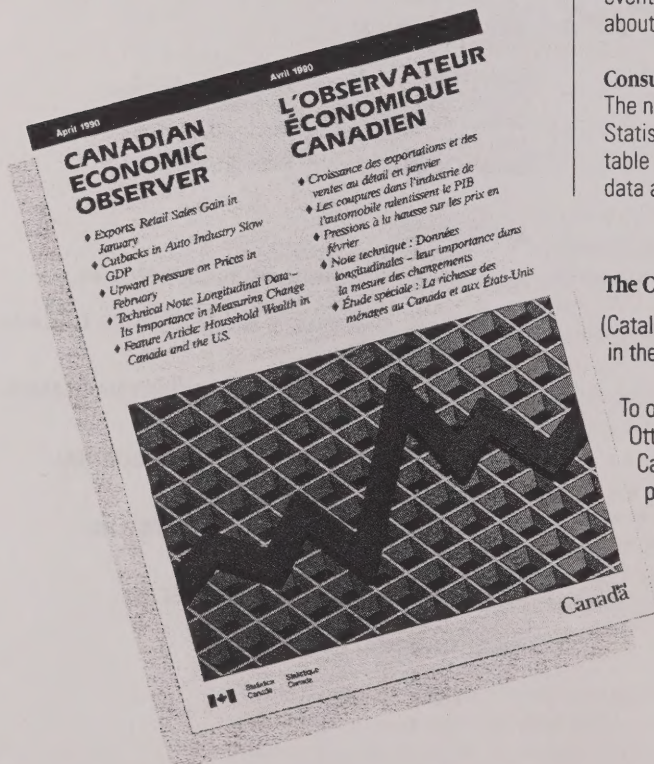 April 1990
CANADIAN
ECONOMIC
OBSERVER
♦ Exports, Retail Sales Gain in
January
♦ Cutbacks in Auto Industry Slow
GDP
♦ Upward Pressure on Prices in
February
♦ Technical Note: Longitudinal Data –
Its Importance in Measuring Change
♦ Feature Article: Household Wealth in
Canada and the U.S.
Avril 1990
L'OBSERVATEUR
ÉCONOMIQUE
CANADIEN
♦ Croissance des exportations et des
ventes au détail en janvier
♦ Les coupures dans l'industrie de
l'automobile ralentissent le PIB
♦ Pressions à la hausse sur les prix en
février
♦ Note technique : Données
longitudinales – leur importance dans
la mesure des changements
♦ Étude spéciale : La richesse des
ménages au Canada et aux États-Unis
Statistics Statistique
Canada Canada
Canada
about
Consu
The n
Statis
table
data a
The C
(Catal
in the
To o
Ott
Ca
p